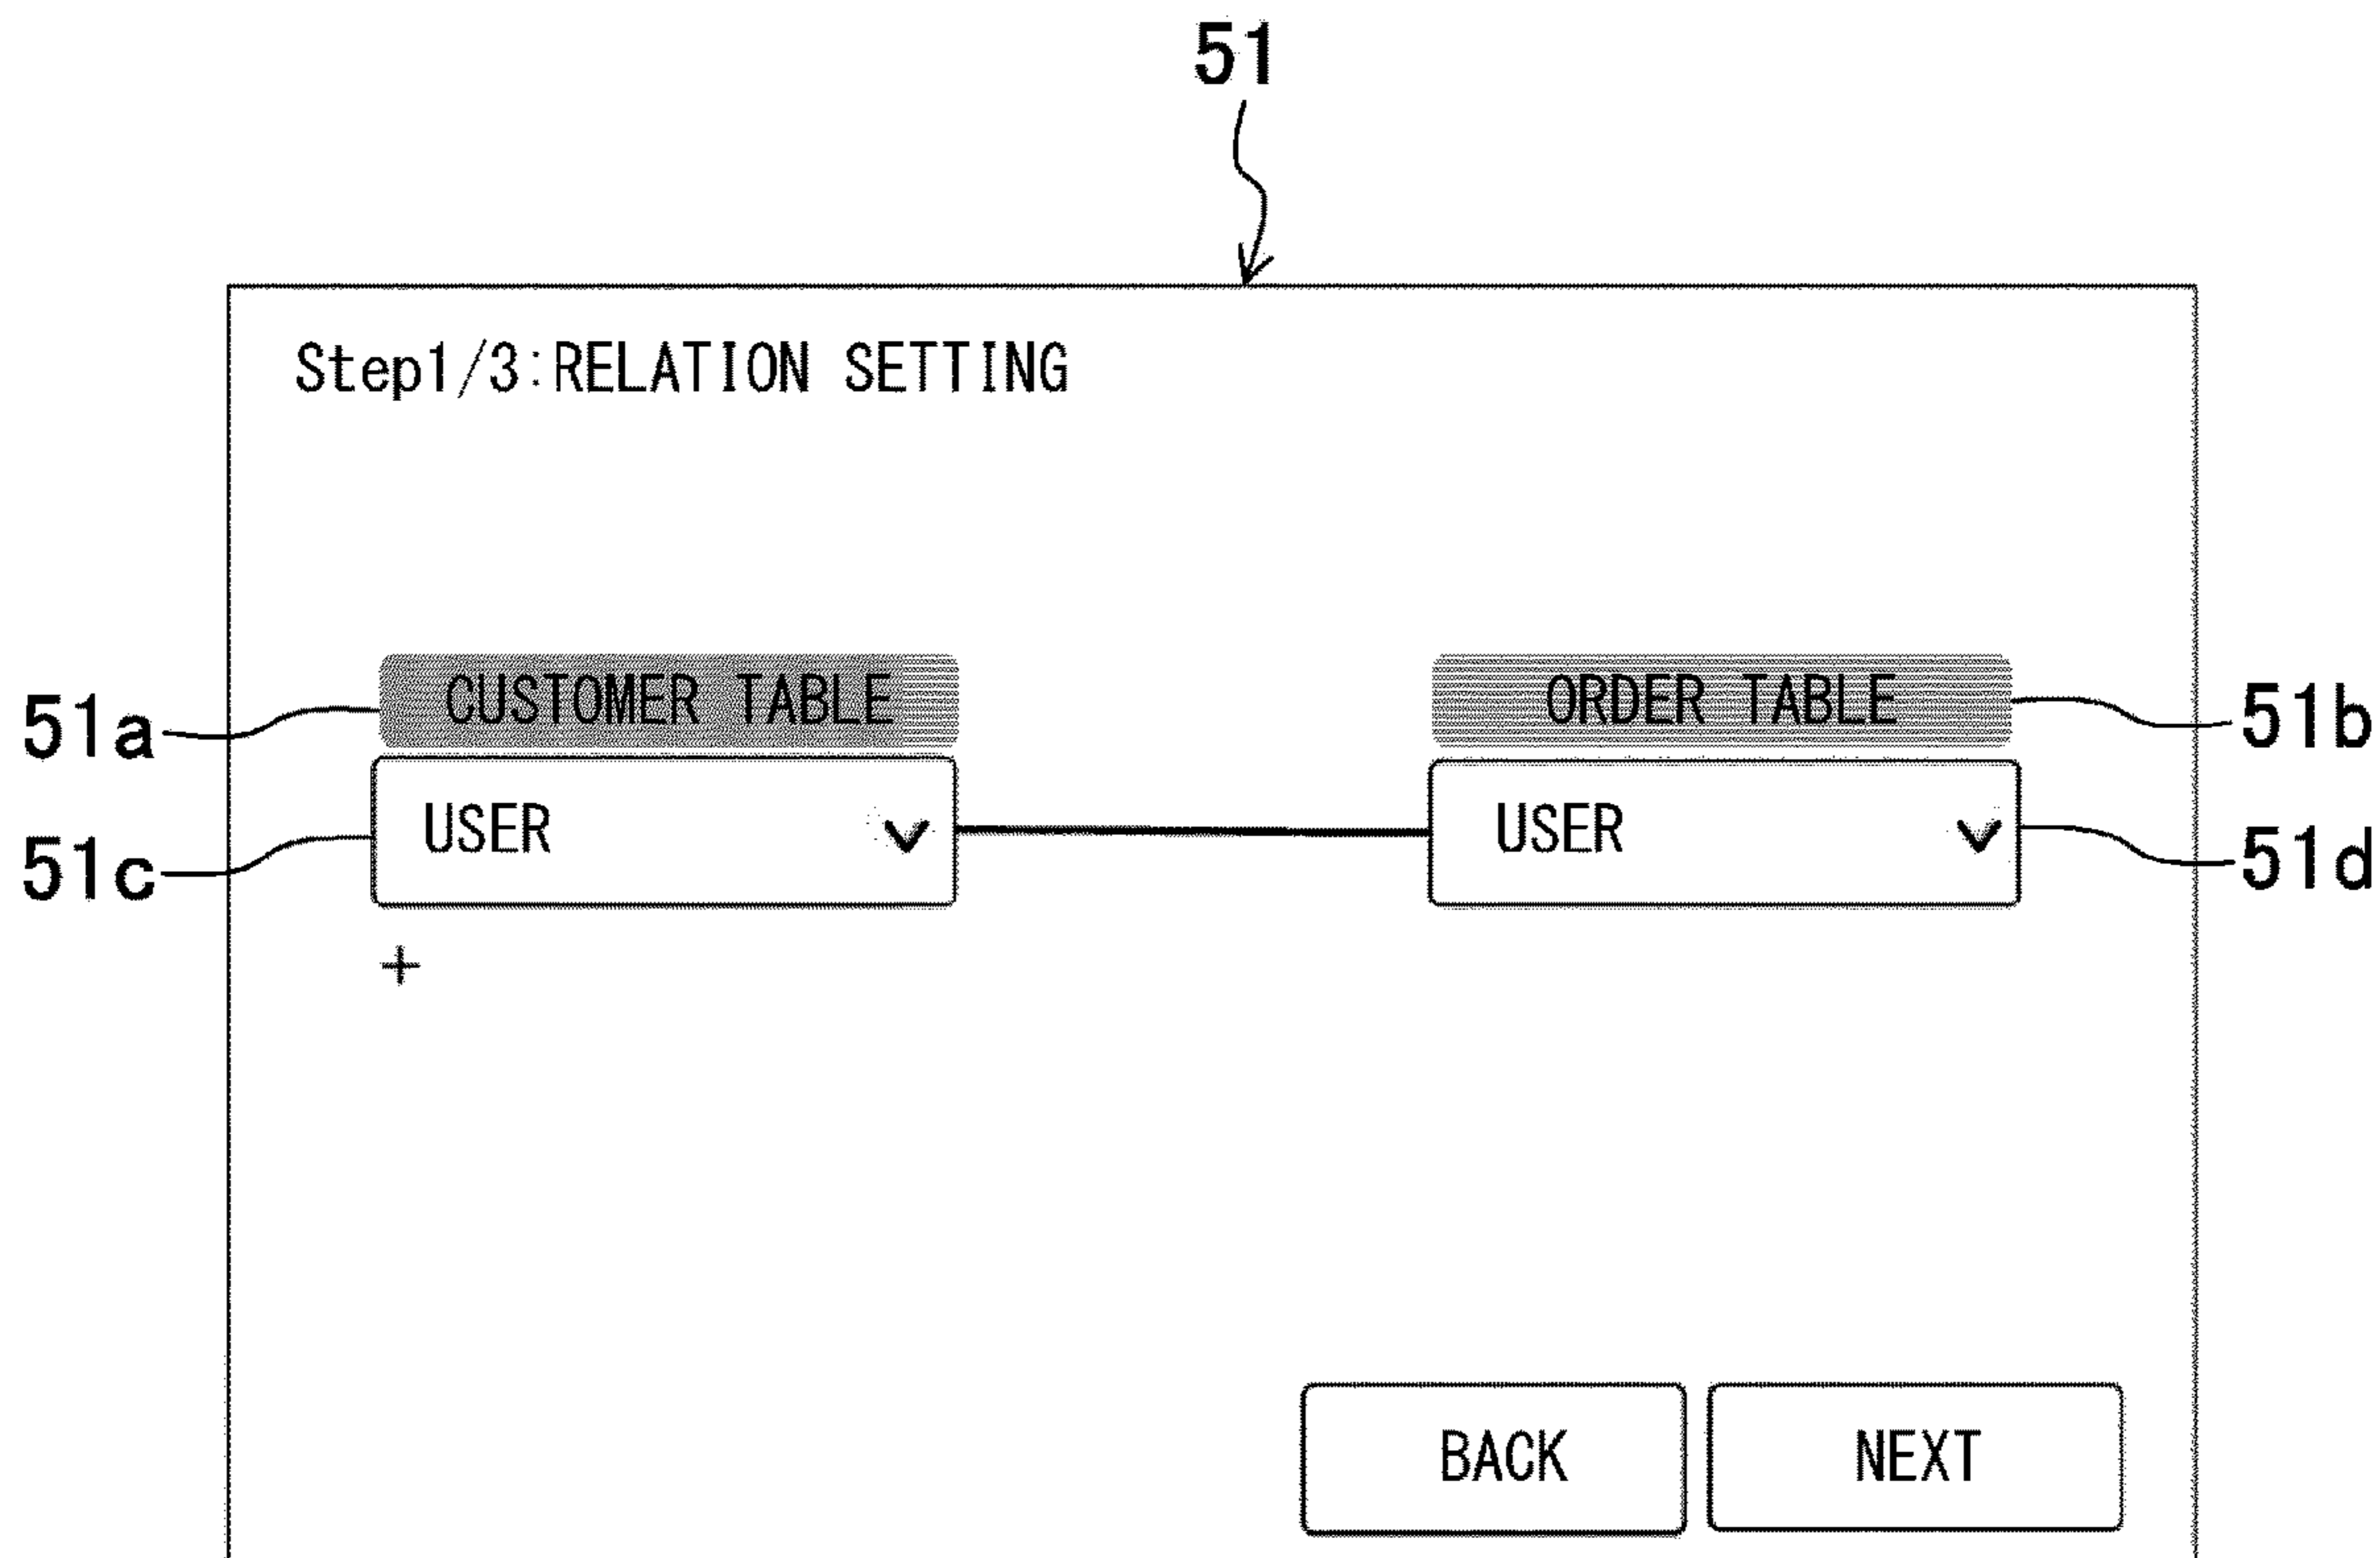 51
Step1/3:RELATION SETTING
51a
CUSTOMER TABLE
ORDER TABLE
51b
51c
USER
USER
51d
+
BACK
NEXT